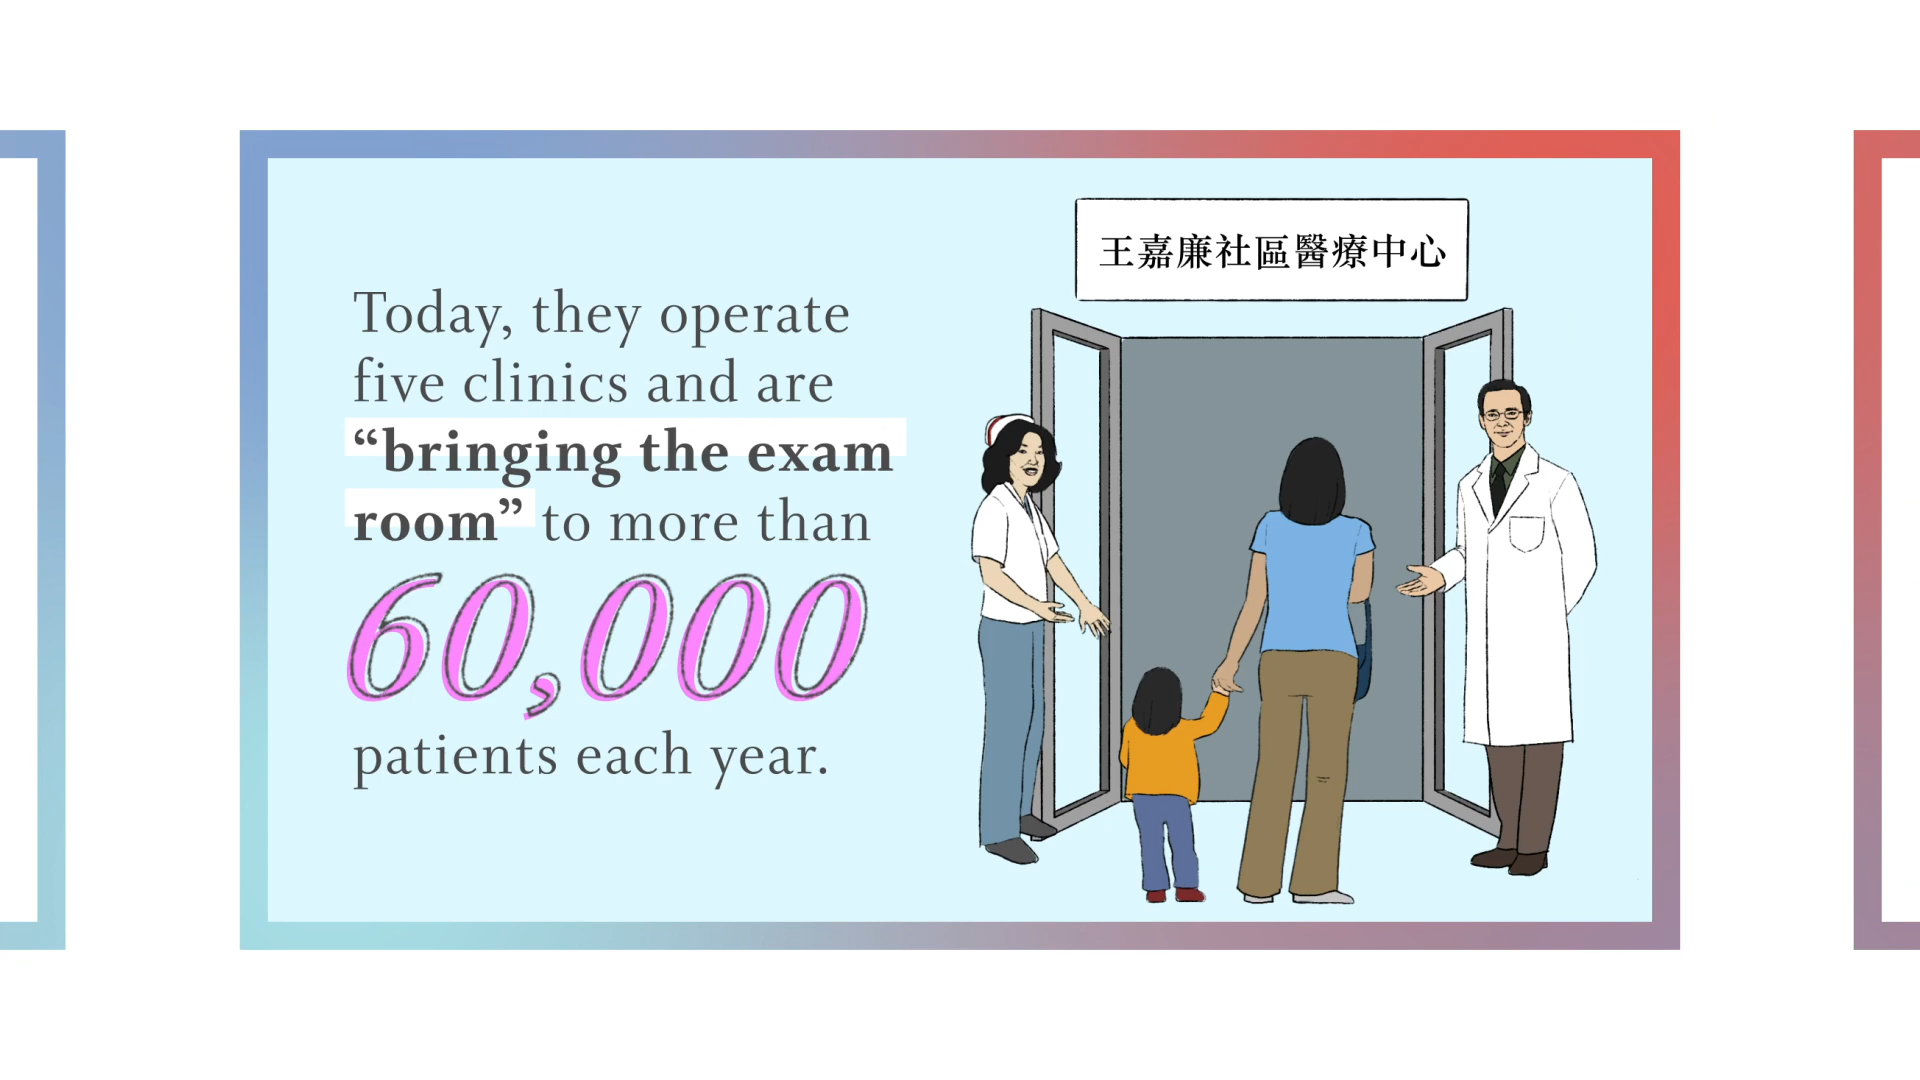 Today, they operate
five clinics and are
“bringing the exam
room” to more than
60,000
patients each year.
王嘉廉社區醫療中心